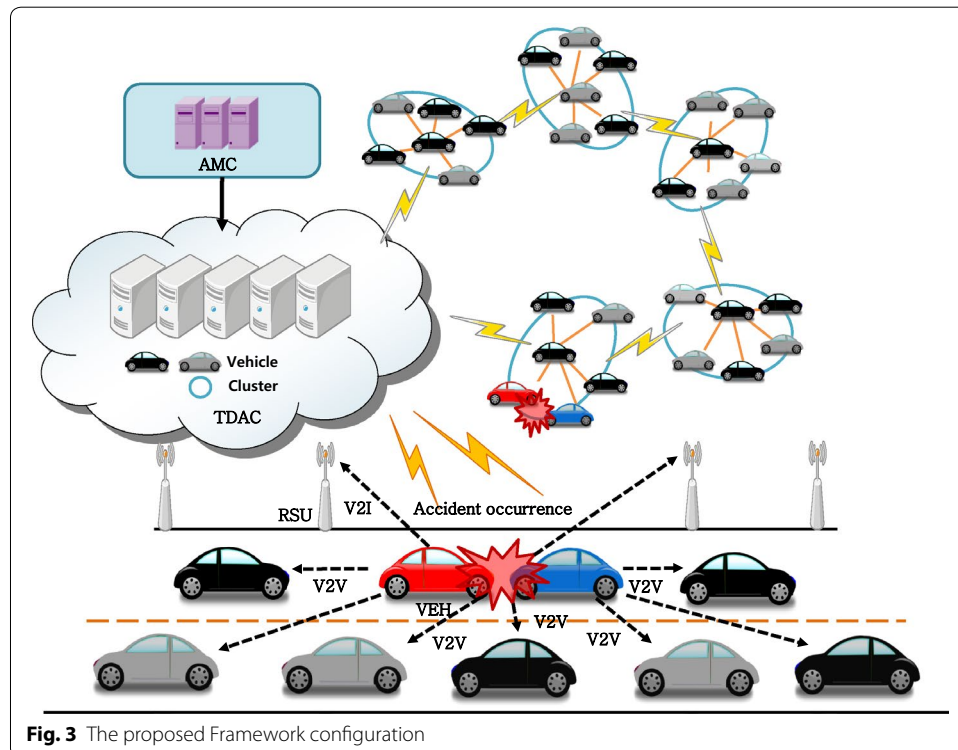 AMC
Vehicle
Cluster
TDAC
RSU
V2I
Accident occurrence
V2V
VEH
V2V
V2V
V2V
V2V
Fig. 3 The proposed Framework configuration